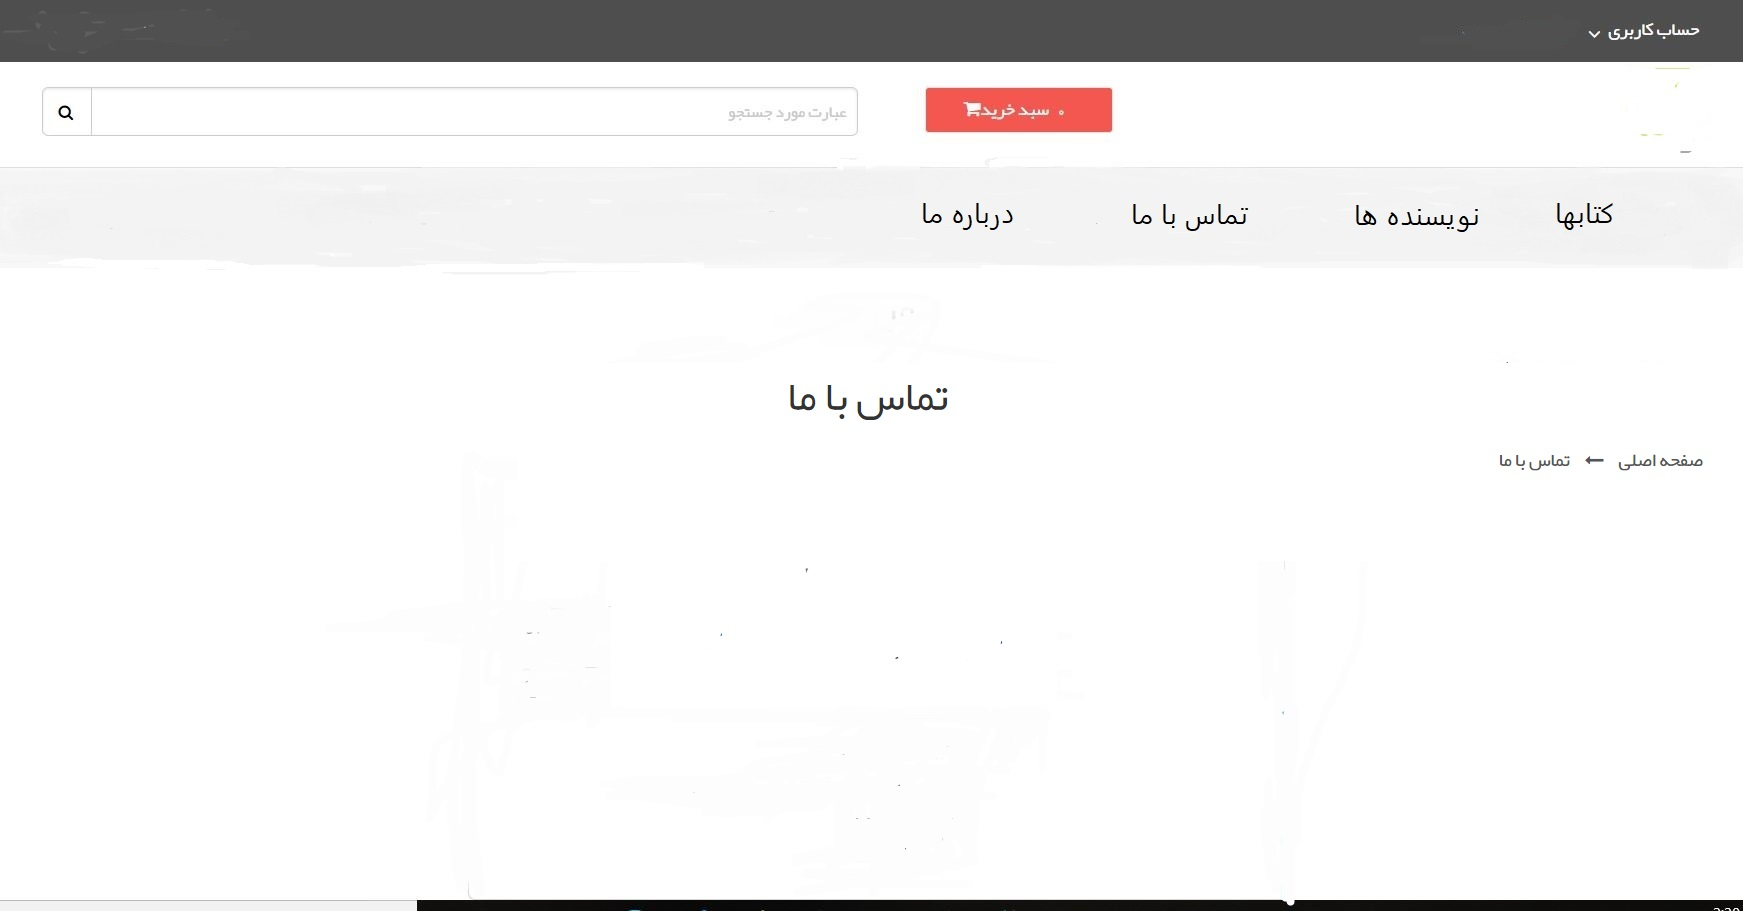 حساب کاربری
۰ سبد خرید
عبارت مورد جستجو
کتابها نویسنده ها تماس با ما درباره ما
تماس با ما
صفحه اصلی ← تماس با ما